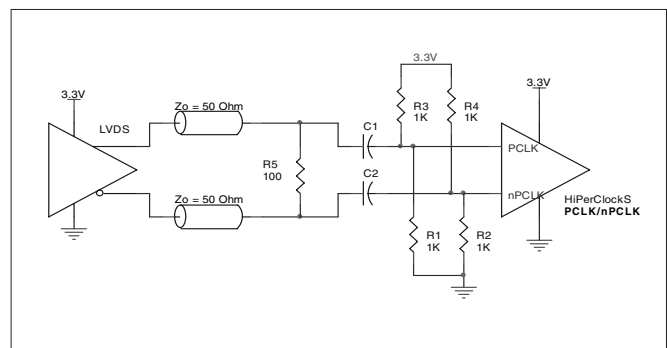 3.3V
3.3V
3.3V
Zo = 50 Ohm
LVDS
R3
1K
R4
1K
C1
PCLK
R5
100
C2
nPCLK
Zo = 50 Ohm
HiPerClockS
PCLK/nPCLK
R1
1K
R2
1K